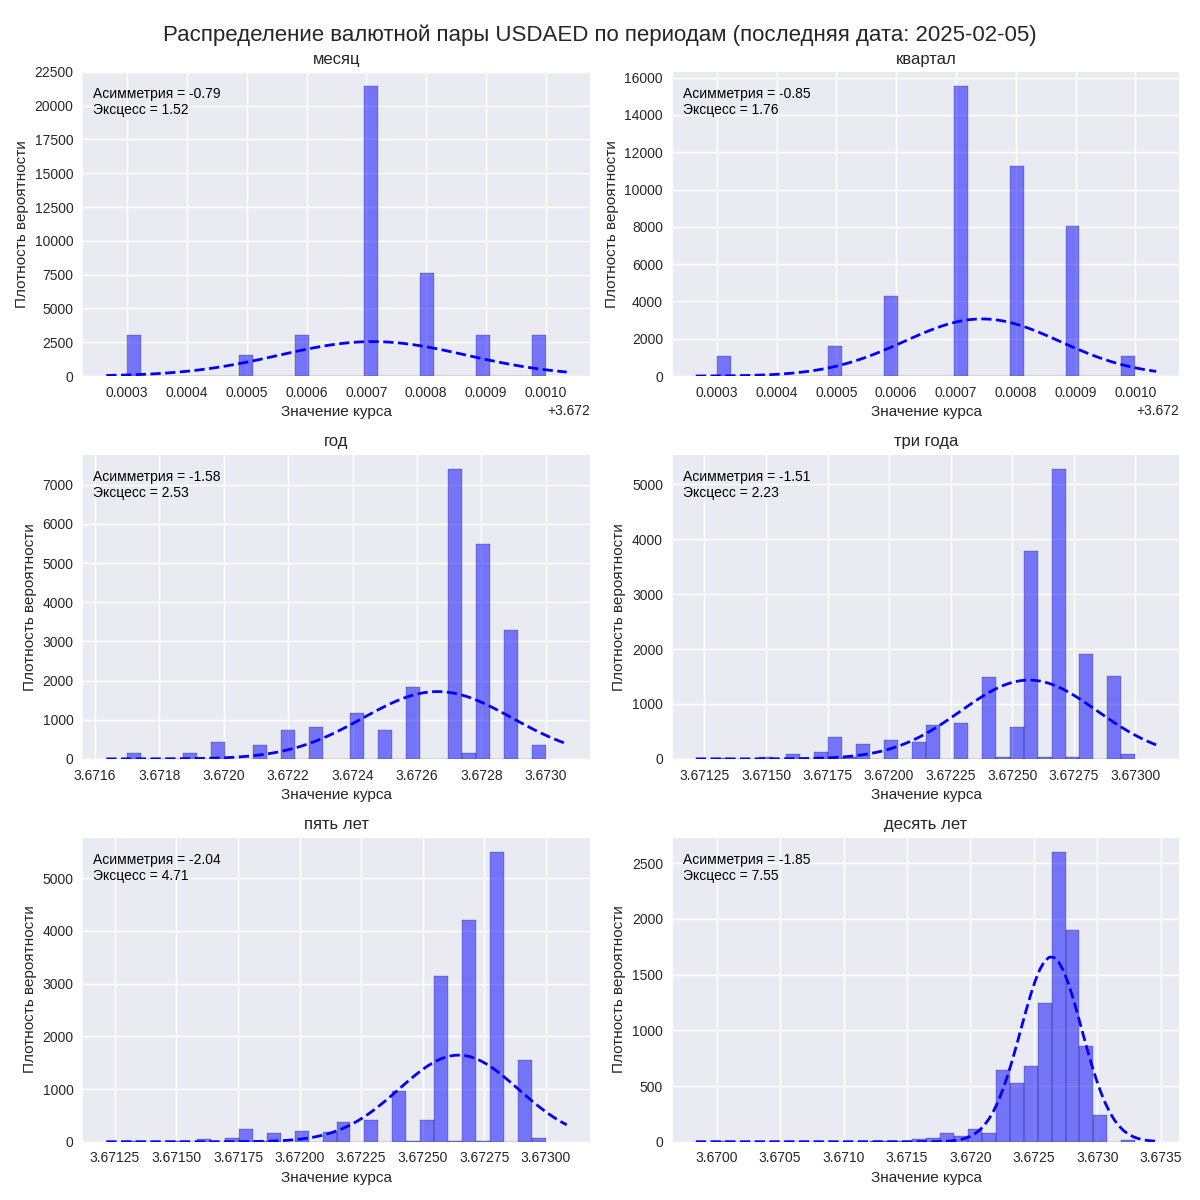 Распределение валютной пары USDAED по периодам (последняя дата: 2025-02-05)
месяц
Асимметрия = -0.79
Эксцесс = 1.52
Плотность вероятности
22500
20000
17500
15000
12500
10000
7500
5000
2500
0
0.0003 0.0004 0.0005 0.0006 0.0007 0.0008 0.0009 0.0010
+3.672
Значение курса
квартал
Асимметрия = -0.85
Эксцесс = 1.76
Плотность вероятности
16000
14000
12000
10000
8000
6000
4000
2000
0
0.0003 0.0004 0.0005 0.0006 0.0007 0.0008 0.0009 0.0010
+3.672
Значение курса
год
Асимметрия = -1.58
Эксцесс = 2.53
Плотность вероятности
7000
6000
5000
4000
3000
2000
1000
0
3.6716 3.6718 3.6720 3.6722 3.6724 3.6726 3.6728 3.6730
Значение курса
три года
Асимметрия = -1.51
Эксцесс = 2.23
Плотность вероятности
5000
4000
3000
2000
1000
0
3.67125 3.67150 3.67175 3.67200 3.67225 3.67250 3.67275 3.67300
Значение курса
пять лет
Асимметрия = -2.04
Эксцесс = 4.71
Плотность вероятности
5000
4000
3000
2000
1000
0
3.67125 3.67150 3.67175 3.67200 3.67225 3.67250 3.67275 3.67300
Значение курса
десять лет
Асимметрия = -1.85
Эксцесс = 7.55
Плотность вероятности
2500
2000
1500
1000
500
0
3.6700 3.6705 3.6710 3.6715 3.6720 3.6725 3.6730 3.6735
Значение курса